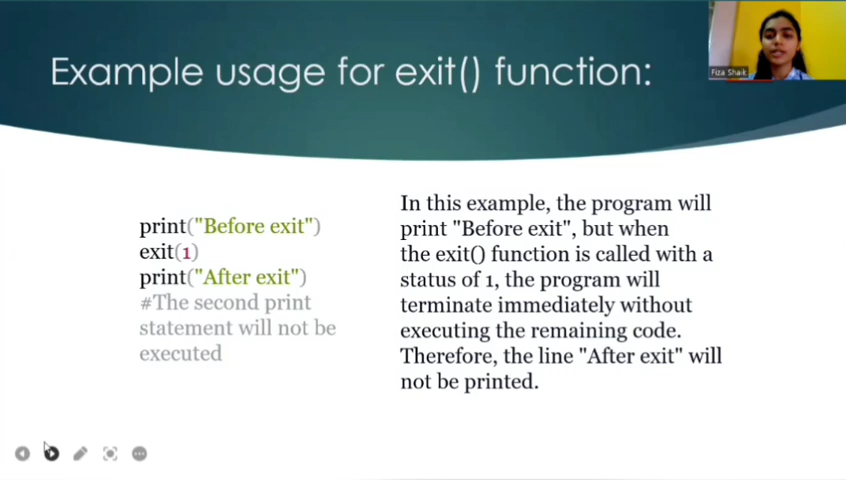 Example usage for exit() function:
Fiza Shaik
print("Before exit")
exit(1)
print("After exit")
#The second print
statement will not be
executed
In this example, the program will
print "Before exit", but when
the exit() function is called with a
status of 1, the program will
terminate immediately without
executing the remaining code.
Therefore, the line "After exit" will
not be printed.